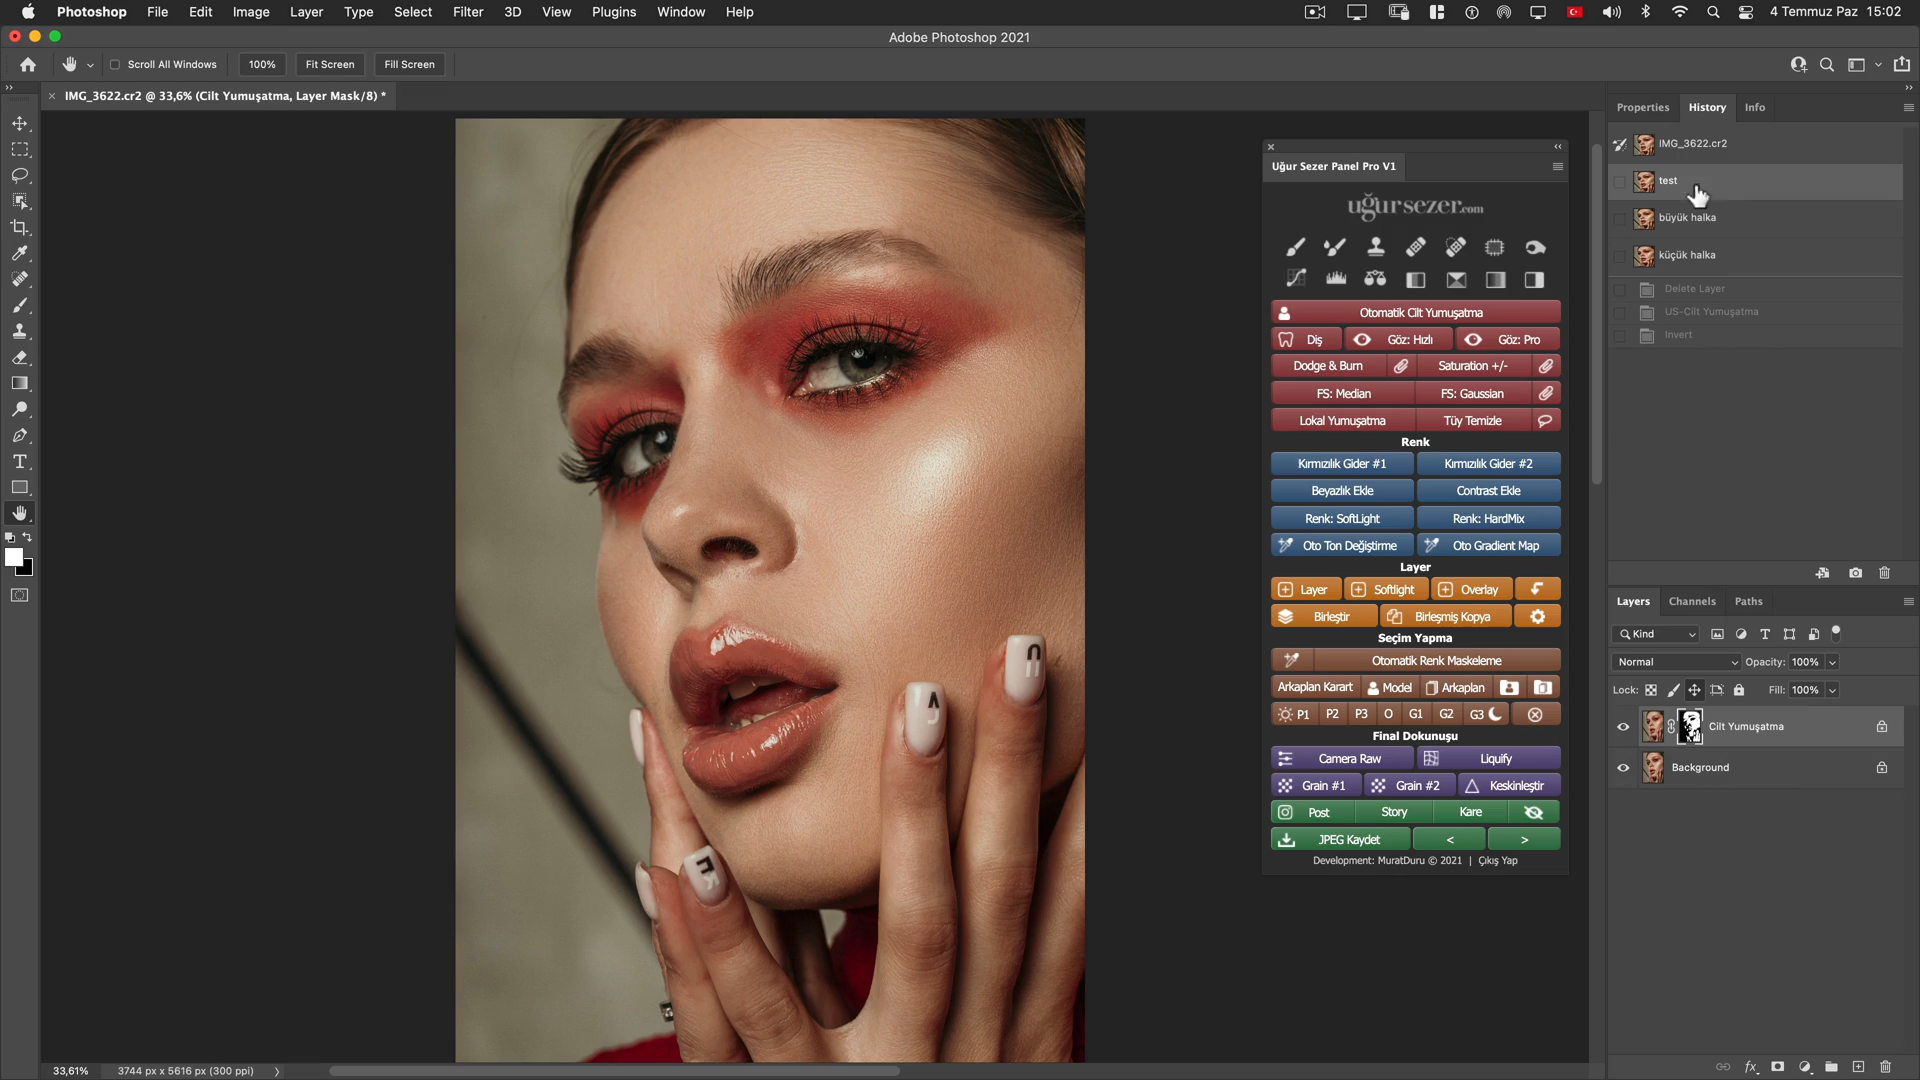 Photoshop File Edit Image Layer Type Select Filter 3D View Plugins Window Help 4 Temmuz Paz 15:02
Adobe Photoshop 2021
Scroll All Windows 100% Fit Screen Fill Screen
IMG_3622.cr2 @ 33,6% (Cilt Yumuşatma, Layer Mask/8) *
Properties History Info
IMG_3622.cr2
test
büyük halka
küçük halka
Delete Layer
US-Cilt Yumuşatma
Invert
Uğur Sezer Panel Pro V1
uğursezer.com
Otomatik Cilt Yumuşatma
Diş Göz: Hızlı Göz: Pro
Dodge & Burn Saturation +/-
FS: Median FS: Gaussian
Lokal Yumuşatma Tüy Temizle
Renk
Kırmızılık Gider #1 Kırmızılık Gider #2
Beyazlık Ekle Contrast Ekle
Renk: SoftLight Renk: HardMix
Oto Ton Değiştirme Oto Gradient Map
Layer
Layer Softlight Overlay
Birleştir Birleşmiş Kopya
Seçim Yapma
Otomatik Renk Maskeleme
Arkaplan Karart Model Arkaplan
P1 P2 P3 O G1 G2 G3
Final Dokunuşu
Camera Raw Liquify
Grain #1 Grain #2 Keskinleştir
Post Story Kare
JPEG Kaydet < >
Development: MuratDuru © 2021 | Çıkış Yap
Layers Channels Paths
Kind
Normal Opacity: 100%
Lock: Fill: 100%
Cilt Yumuşatma
Background
33,61% 3744 px x 5616 px (300 ppi)